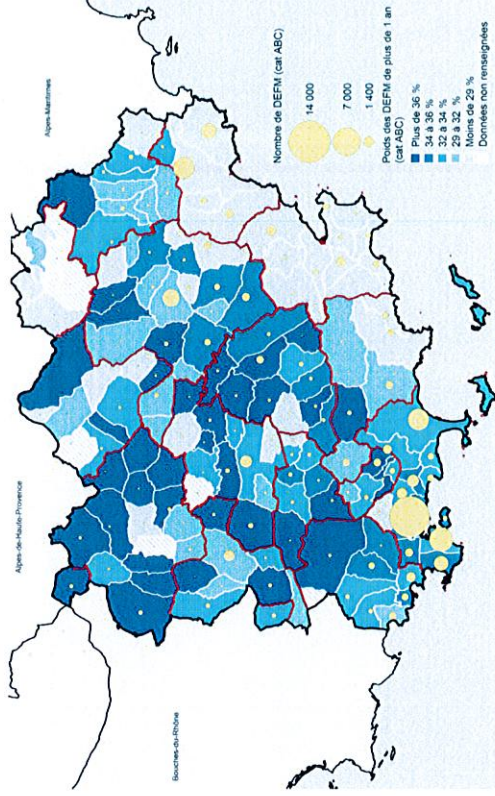 Alpes-de-Haute-Provence
Alpes-Maritimes
Bouches-du-Rhône
Nombre de DEFM (cat ABC)
14 000
7 000
1 400
Poids des DEFM de plus de 1 an
(cat ABC)
Plus de 36 %
34 à 36 %
32 à 34 %
29 à 32 %
Moins de 29 %
Données non renseignées